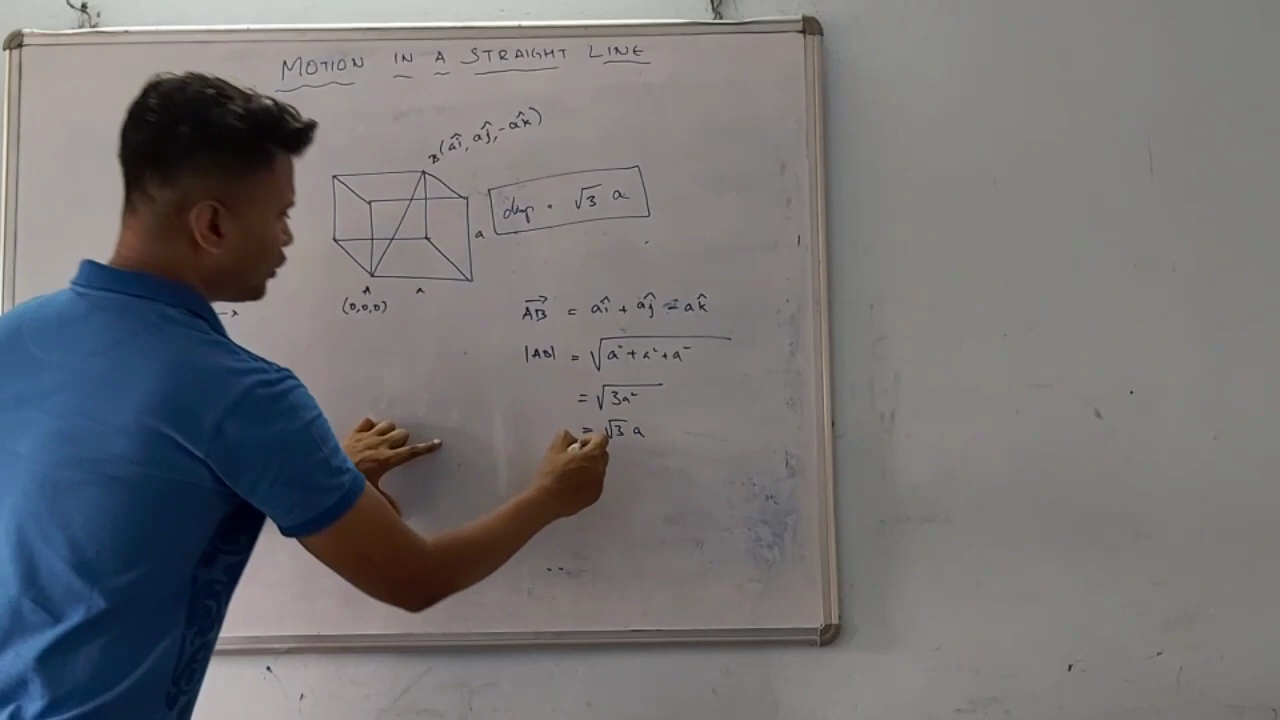 MOTION IN A STRAIGHT LINE
B(aî, aĵ, -ak̂)
disp = √3 a
a
A
a
(0,0,0)
→
AB⃗ = aî + aĵ - ak̂
|AB| = √a² + a² + a²
= √3a²
= √3 a